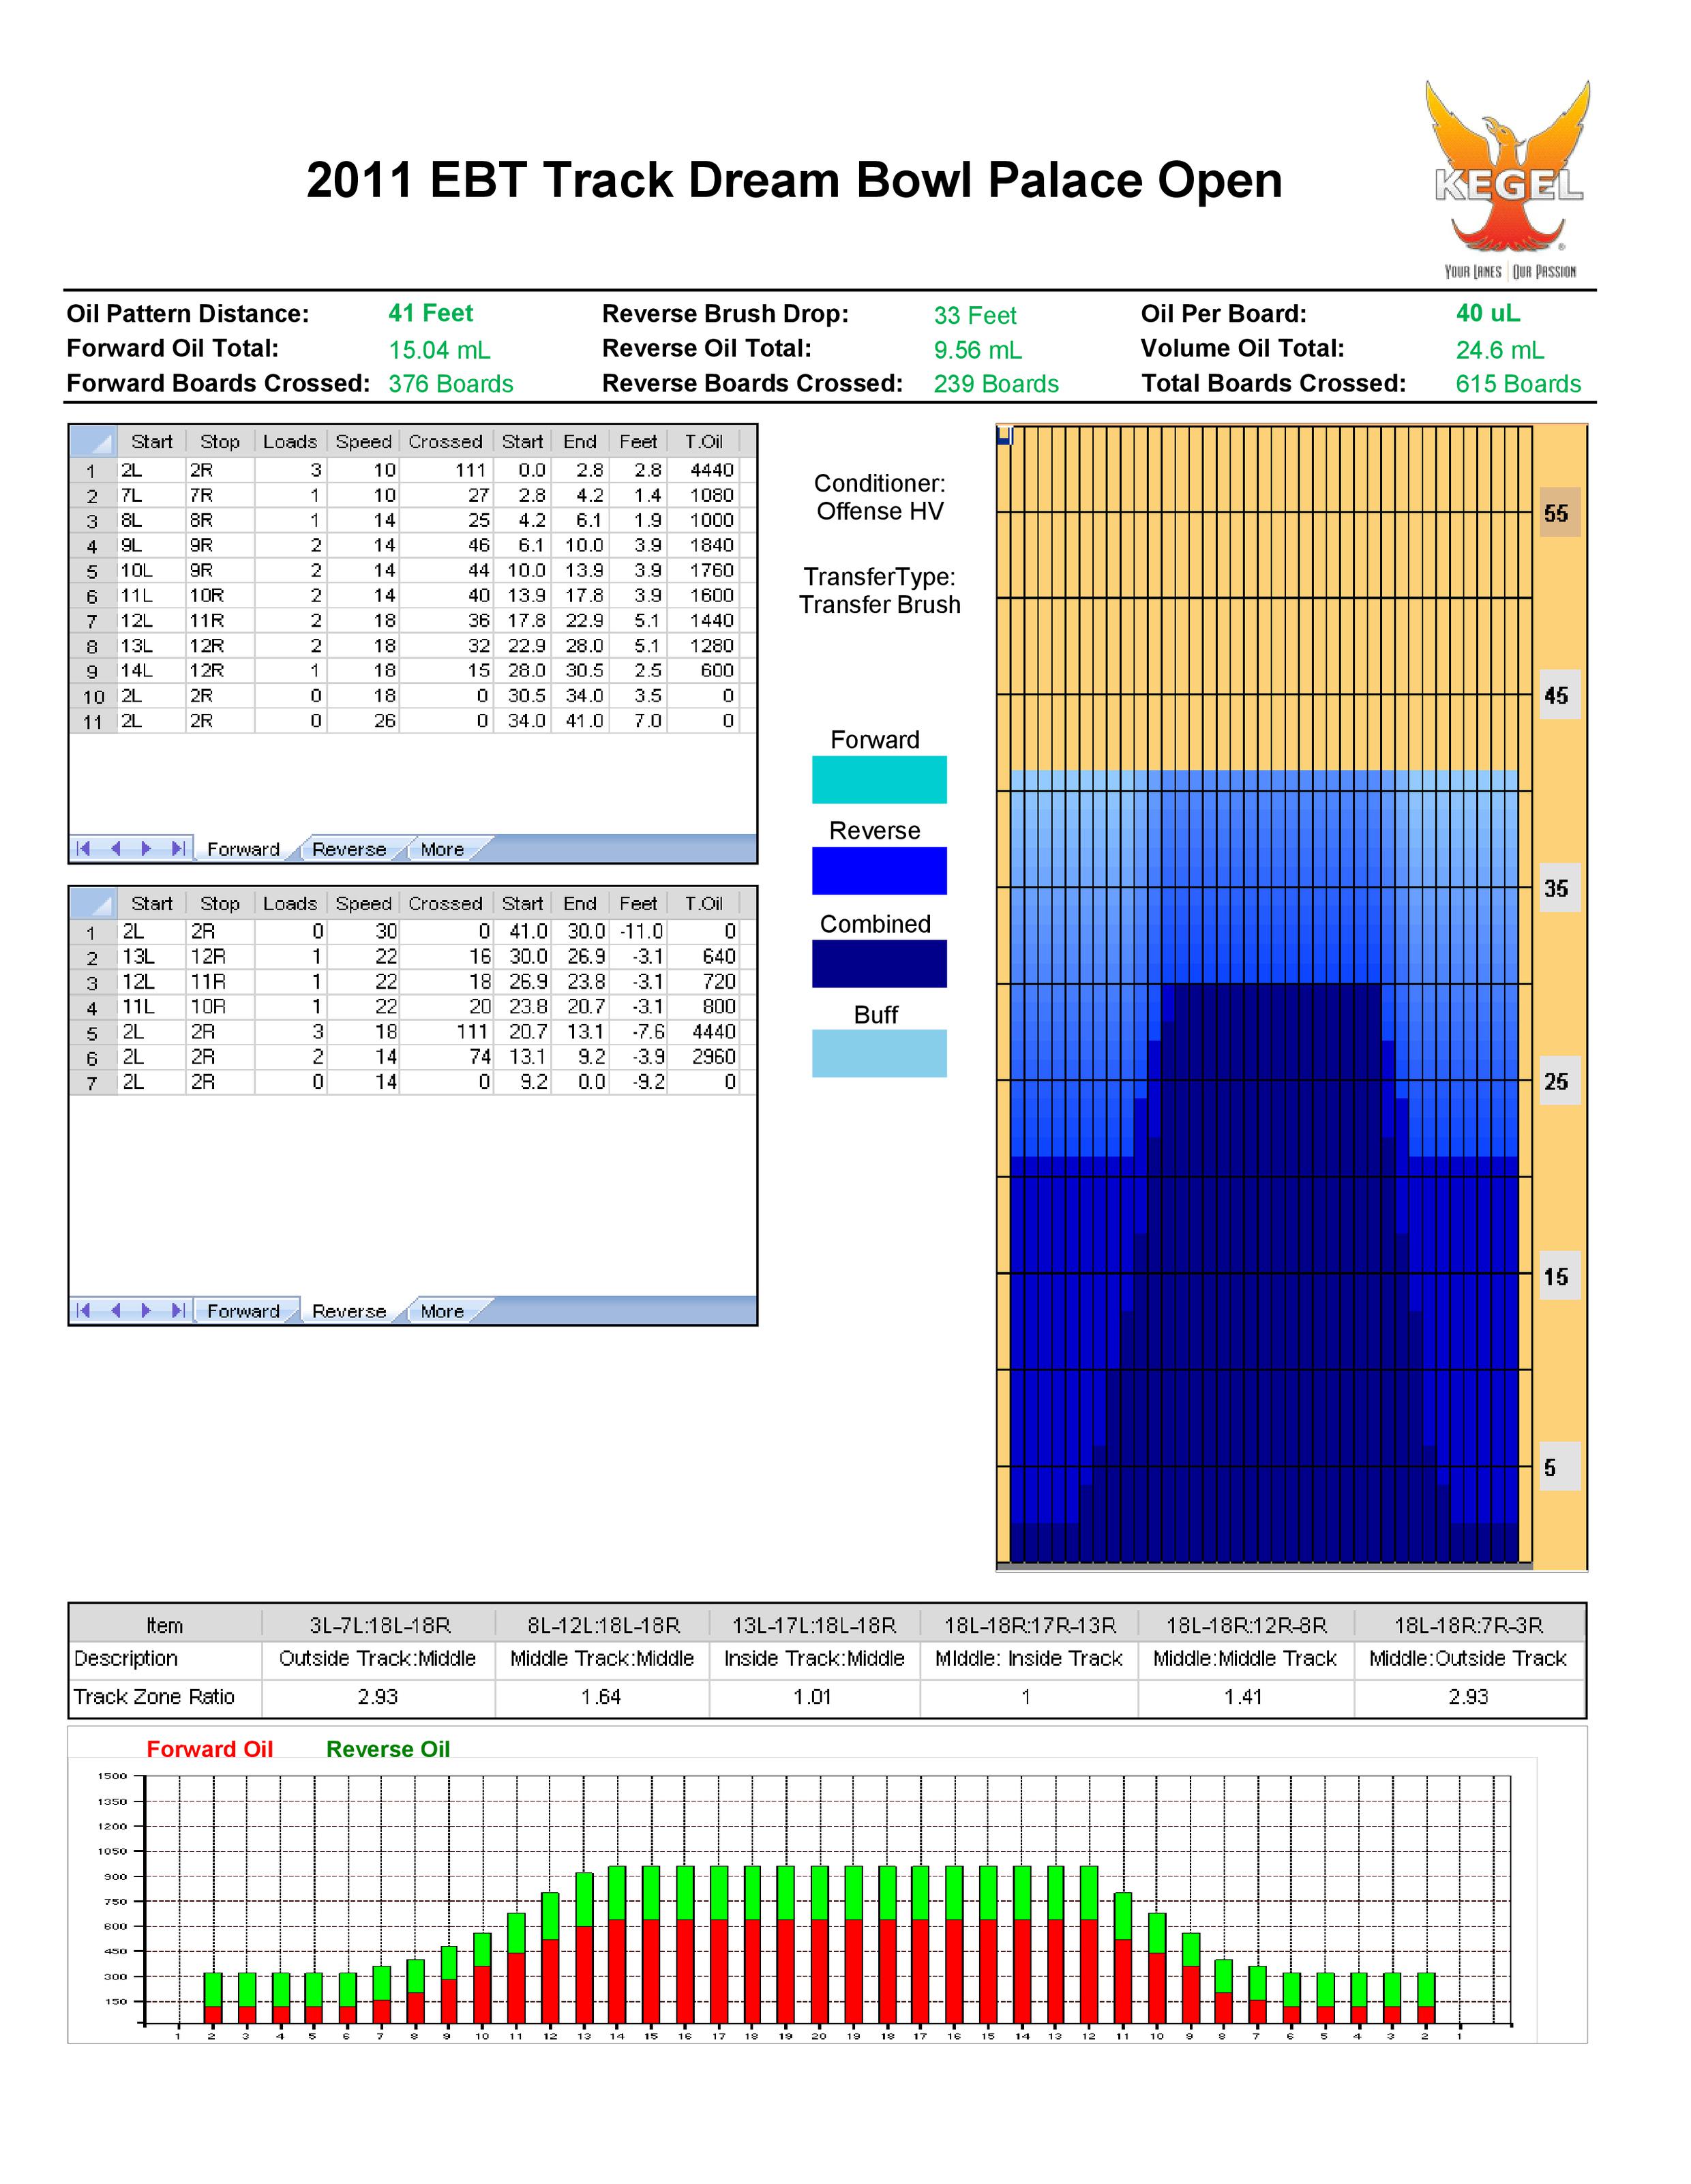 KEGEL
YOUR LANES | OUR PASSION
2011 EBT Track Dream Bowl Palace Open
Oil Pattern Distance: 41 Feet Reverse Brush Drop: 33 Feet Oil Per Board: 40 uL
Forward Oil Total: 15.04 mL Reverse Oil Total: 9.56 mL Volume Oil Total: 24.6 mL
Forward Boards Crossed: 376 Boards Reverse Boards Crossed: 239 Boards Total Boards Crossed: 615 Boards
Start Stop Loads Speed Crossed Start End Feet T.Oil
1 2L 2R 3 10 111 0.0 2.8 2.8 4440
2 7L 7R 1 10 27 2.8 4.2 1.4 1080
3 8L 8R 1 14 25 4.2 6.1 1.9 1000
4 9L 9R 2 14 46 6.1 10.0 3.9 1840
5 10L 9R 2 14 44 10.0 13.9 3.9 1760
6 11L 10R 2 14 40 13.9 17.8 3.9 1600
7 12L 11R 2 18 36 17.8 22.9 5.1 1440
8 13L 12R 2 18 32 22.9 28.0 5.1 1280
9 14L 12R 1 18 15 28.0 30.5 2.5 600
10 2L 2R 0 18 0 30.5 34.0 3.5 0
11 2L 2R 0 26 0 34.0 41.0 7.0 0
Forward Reverse More
Start Stop Loads Speed Crossed Start End Feet T.Oil
1 2L 2R 0 30 0 41.0 30.0 -11.0 0
2 13L 12R 1 22 16 30.0 26.9 -3.1 640
3 12L 11R 1 22 18 26.9 23.8 -3.1 720
4 11L 10R 1 22 20 23.8 20.7 -3.1 800
5 2L 2R 3 18 111 20.7 13.1 -7.6 4440
6 2L 2R 2 14 74 13.1 9.2 -3.9 2960
7 2L 2R 0 14 0 9.2 0.0 -9.2 0
Forward Reverse More
Conditioner:
Offense HV
TransferType:
Transfer Brush
Forward
Reverse
Combined
Buff
55
45
35
25
15
5
Item 3L-7L:18L-18R 8L-12L:18L-18R 13L-17L:18L-18R 18L-18R:17R-13R 18L-18R:12R-8R 18L-18R:7R-3R
Description Outside Track:Middle Middle Track:Middle Inside Track:Middle MIddle: Inside Track Middle:Middle Track Middle:Outside Track
Track Zone Ratio 2.93 1.64 1.01 1 1.41 2.93
Forward Oil Reverse Oil
1500
1350
1200
1050
900
750
600
450
300
150
1 2 3 4 5 6 7 8 9 10 11 12 13 14 15 16 17 18 19 20 19 18 17 16 15 14 13 12 11 10 9 8 7 6 5 4 3 2 1